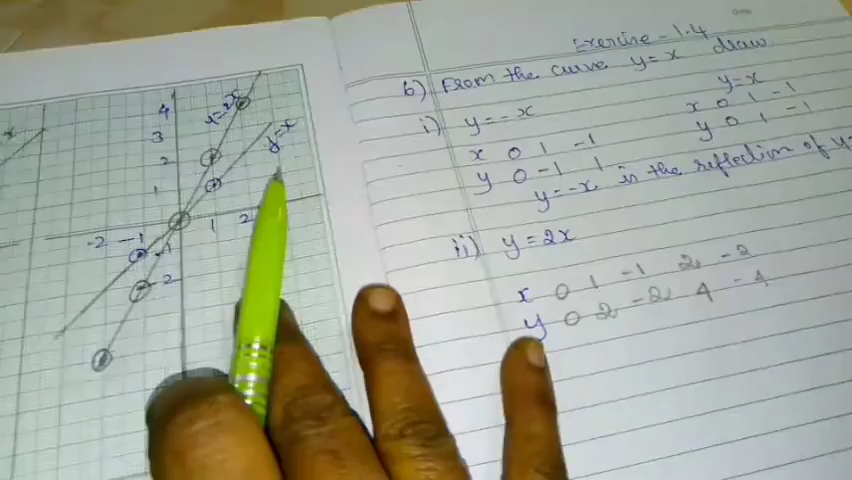 Exercise - 1.4
6) From the curve y = x draw
i) y = - x
x 0 1 -1
y 0 -1 1
y = x
x 0 1 -1
y 0 1 -1
y = -x is the reflection of y =
ii) y = 2x
x 0 1 -1 2 -2
y 0 2 -2 4 -4
x
4
3
2
1
y = 2x
y = x
-2 -1 1 2
-1
-2